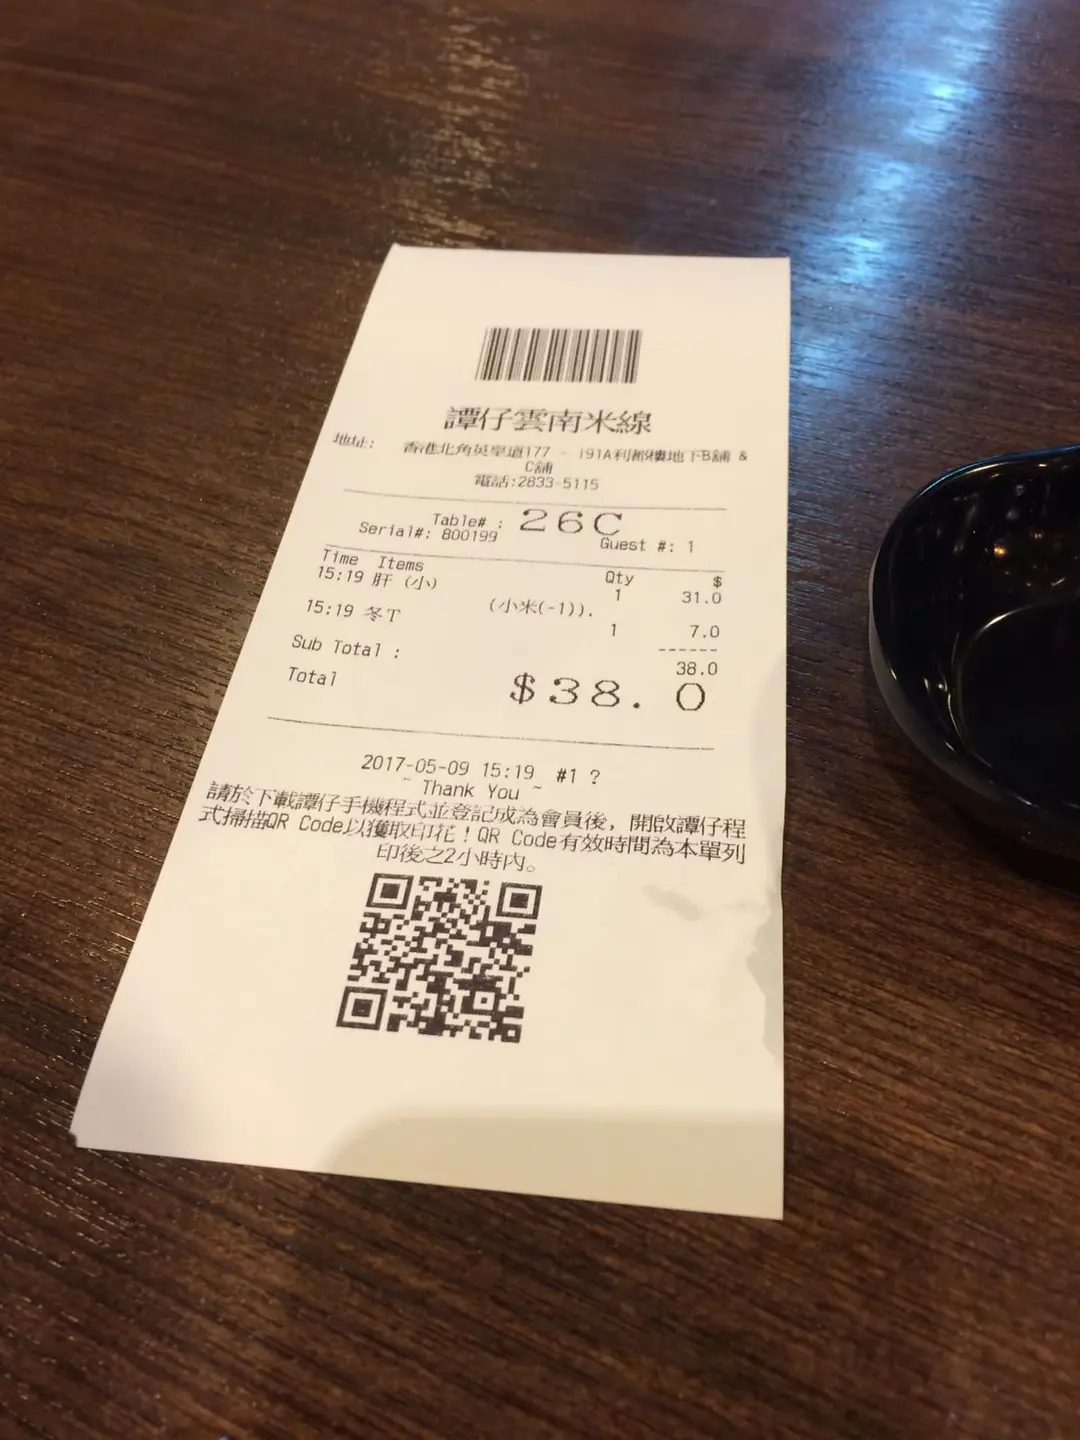 譚仔雲南米線
地址: 香港北角英皇道177 - 191A利都樓地下B舖 &
C舖
電話:2833-5115
Table# : 26C
Serial#: 800199 Guest #: 1
Time Items Qty $
15:19 肝 (小) 1 31.0
(小米(-1)).
15:19 冬T 1 7.0
------
Sub Total : 38.0
Total $38.0
2017-05-09 15:19 #1 ?
~ Thank You ~
請於下載譚仔手機程式並登記成為會員後，開啟譚仔程
式掃描QR Code以獲取印花！QR Code有效時間為本單列
印後之2小時內。